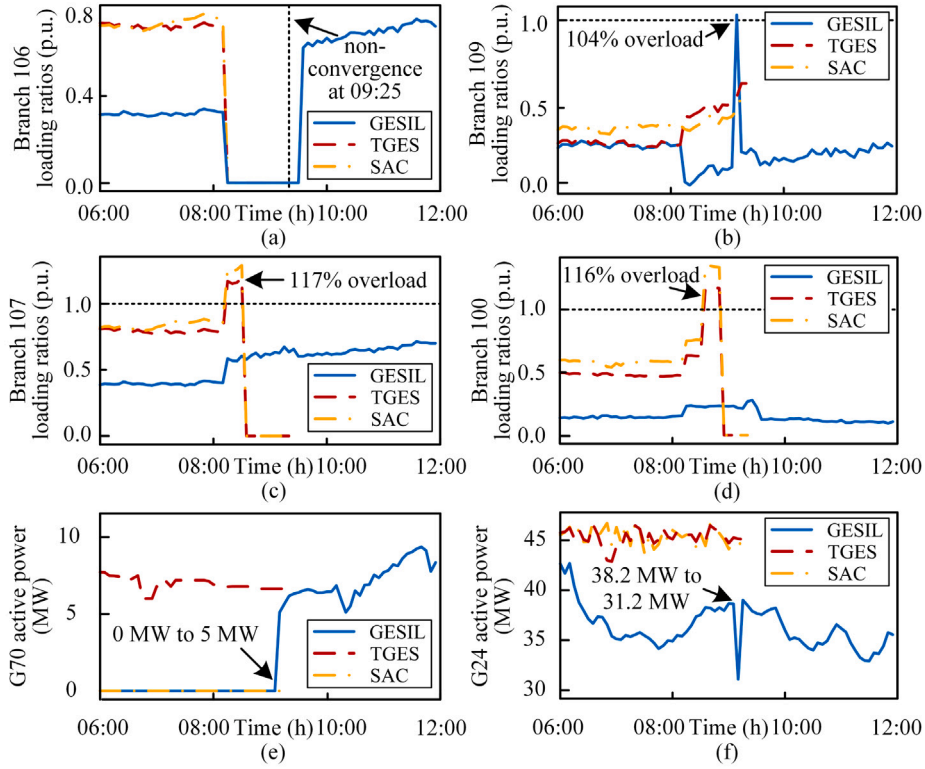 Branch 106
loading ratios (p.u.)
0.8
0.4
0.0
non-
convergence
at 09:25
GESIL
TGES
SAC
06:00 08:00 Time (h) 10:00 12:00
(a)
Branch 109
loading ratios (p.u.)
1.0
0.5
0.0
104% overload
GESIL
TGES
SAC
06:00 08:00 Time (h) 10:00 12:00
(b)
Branch 107
loading ratios (p.u.)
1.0
0.5
0.0
117% overload
GESIL
TGES
SAC
06:00 08:00 Time (h) 10:00 12:00
(c)
Branch 100
loading ratios (p.u.)
1.0
0.5
0.0
116% overload
GESIL
TGES
SAC
06:00 08:00 Time (h) 10:00 12:00
(d)
G70 active power
(MW)
10
5
0
0 MW to 5 MW
GESIL
TGES
SAC
06:00 08:00 Time (h) 10:00 12:00
(e)
G24 active power
(MW)
45
40
35
30
38.2 MW to
31.2 MW
GESIL
TGES
SAC
06:00 08:00 Time (h) 10:00 12:00
(f)